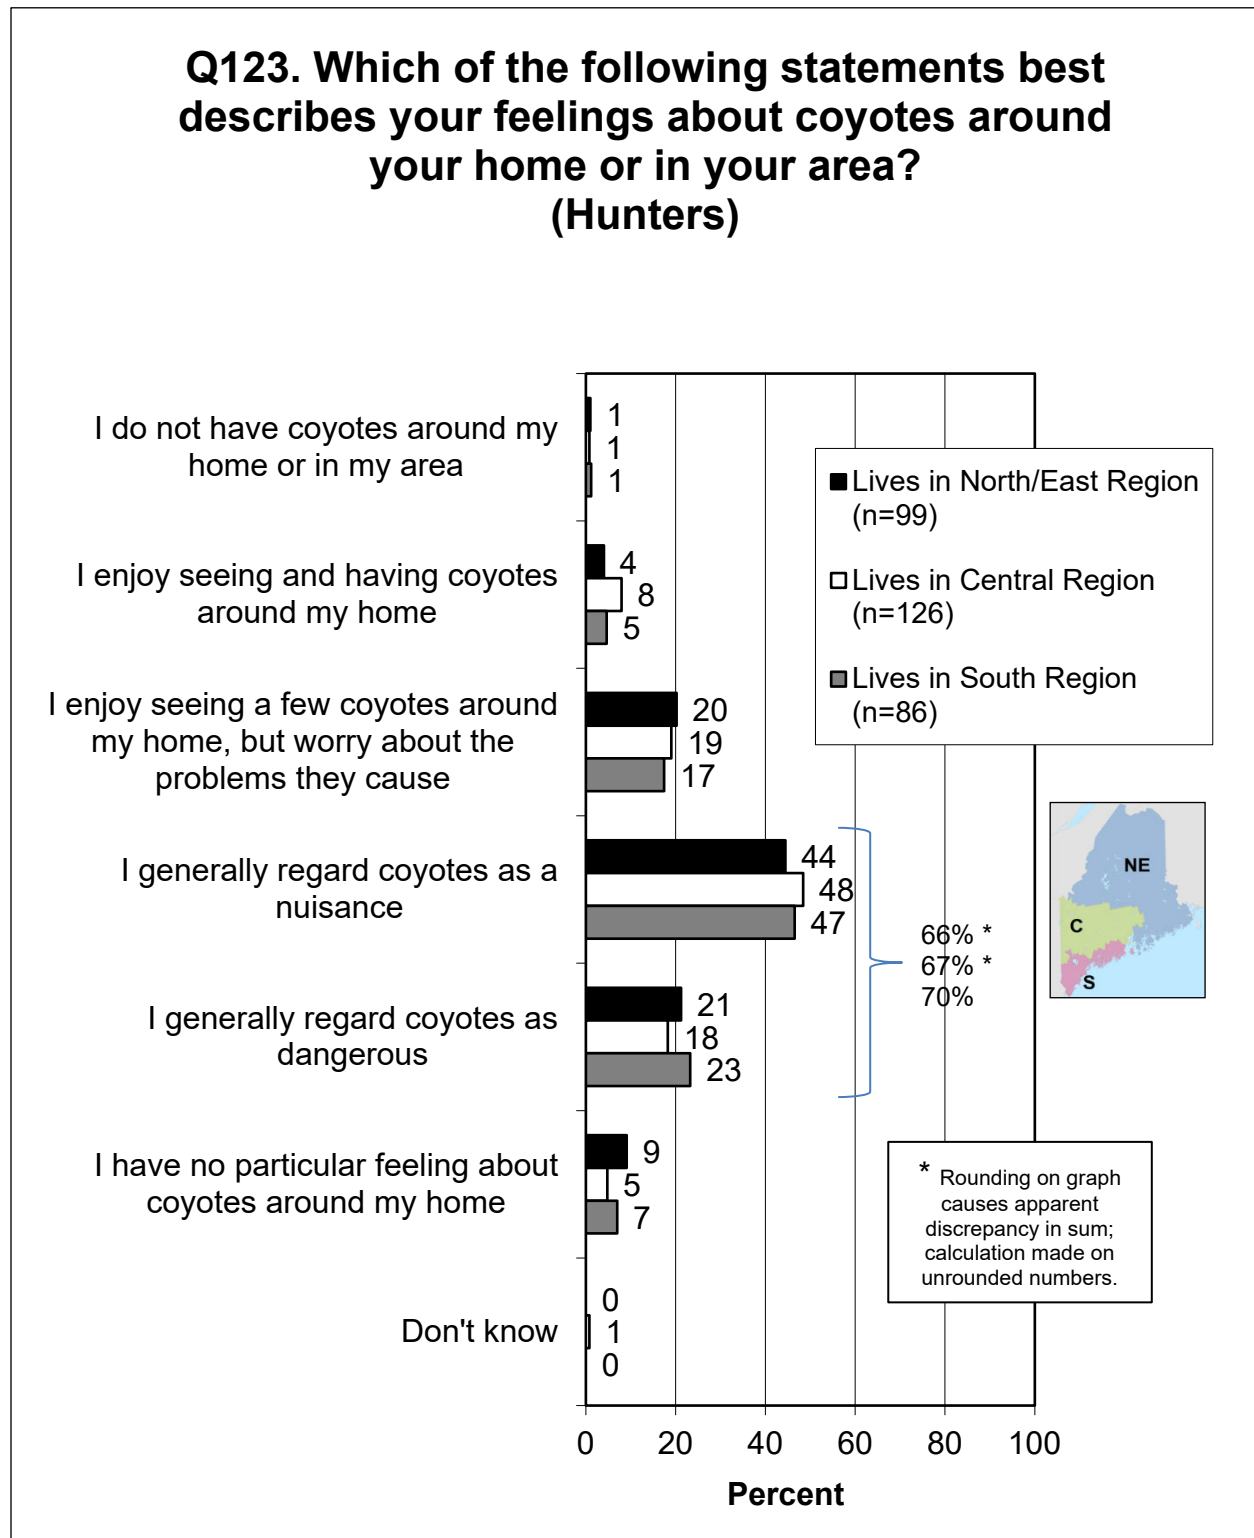 Q123. Which of the following statements best
describes your feelings about coyotes around
your home or in your area?
(Hunters)
I do not have coyotes around my
home or in my area
1
1
1
I enjoy seeing and having coyotes
around my home
4
8
5
I enjoy seeing a few coyotes around
my home, but worry about the
problems they cause
20
19
17
I generally regard coyotes as a
nuisance
44
48
47
I generally regard coyotes as
dangerous
21
18
23
I have no particular feeling about
coyotes around my home
9
5
7
Don't know
0
1
0
66% *
67% *
70%
Lives in North/East Region
(n=99)
Lives in Central Region
(n=126)
Lives in South Region
(n=86)
NE
C
S
* Rounding on graph
causes apparent
discrepancy in sum;
calculation made on
unrounded numbers.
0 20 40 60 80 100
Percent